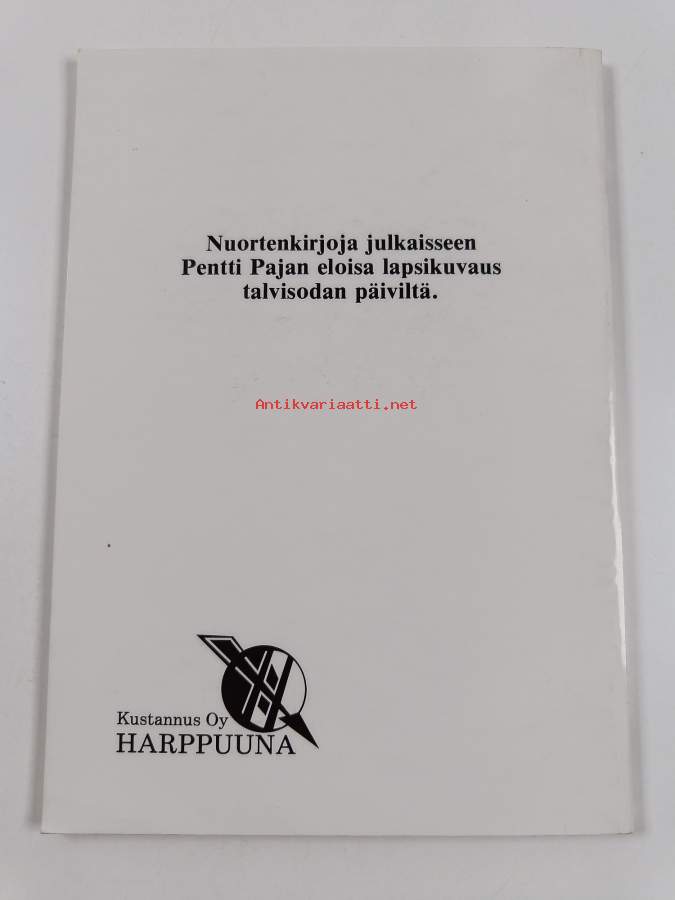 Nuortenkirjoja julkaisseen
Pentti Pajan eloisa lapsikuvaus
talvisodan päiviltä.
Antikvariaatti.net
Kustannus Oy
HARPPUUNA